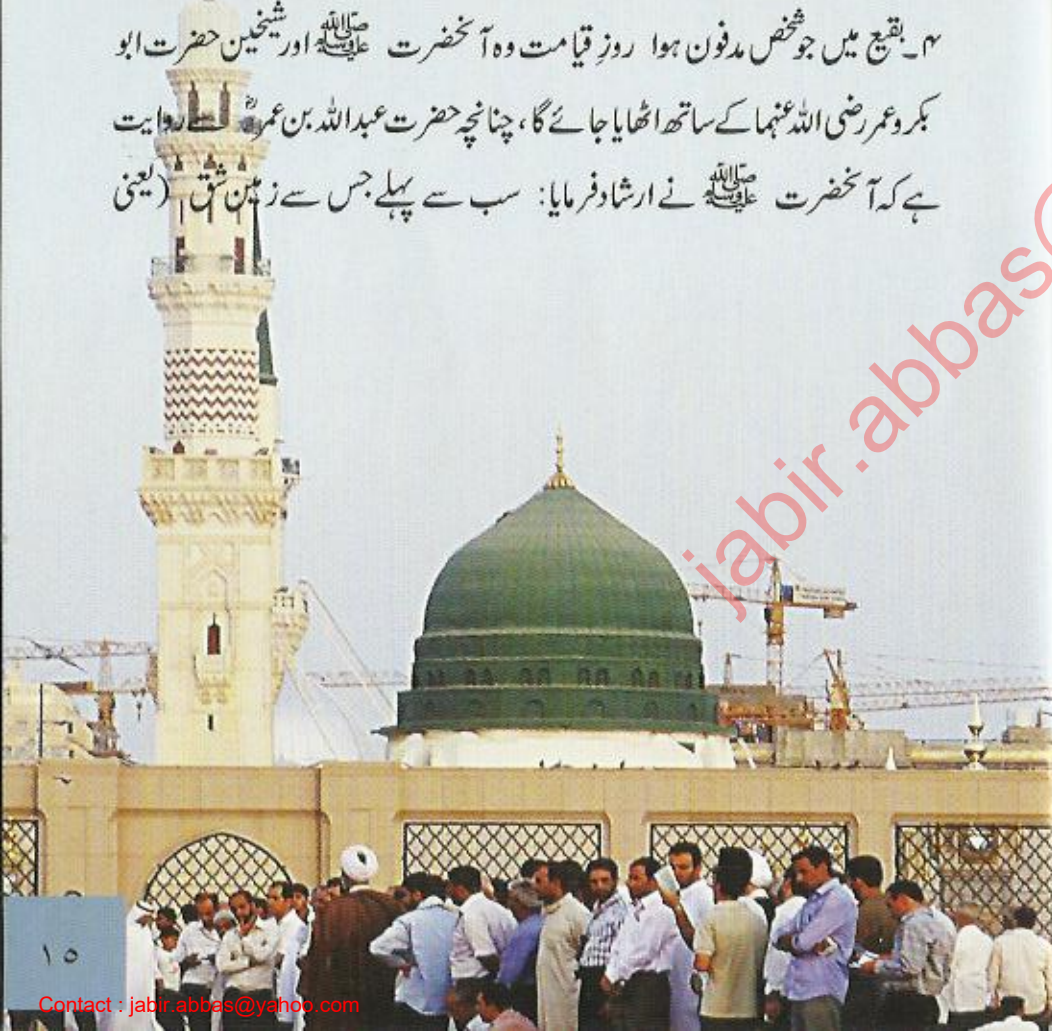 ۴۔ بقیع میں جو شخص مدفون ہوا روزِ قیامت وہ آنحضرت ﷺ اور شیخین حضرت ابو
بکر و عمر رضی اللہ عنہما کے ساتھ اٹھایا جائے گا، چنانچہ حضرت عبداللہ بن عمرؓ سے روایت
ہے کہ آنحضرت ﷺ نے ارشاد فرمایا: سب سے پہلے جس سے زمین شق (یعنی
jabir.abbas@
۱۵
Contact : jabir.abbas@yahoo.com